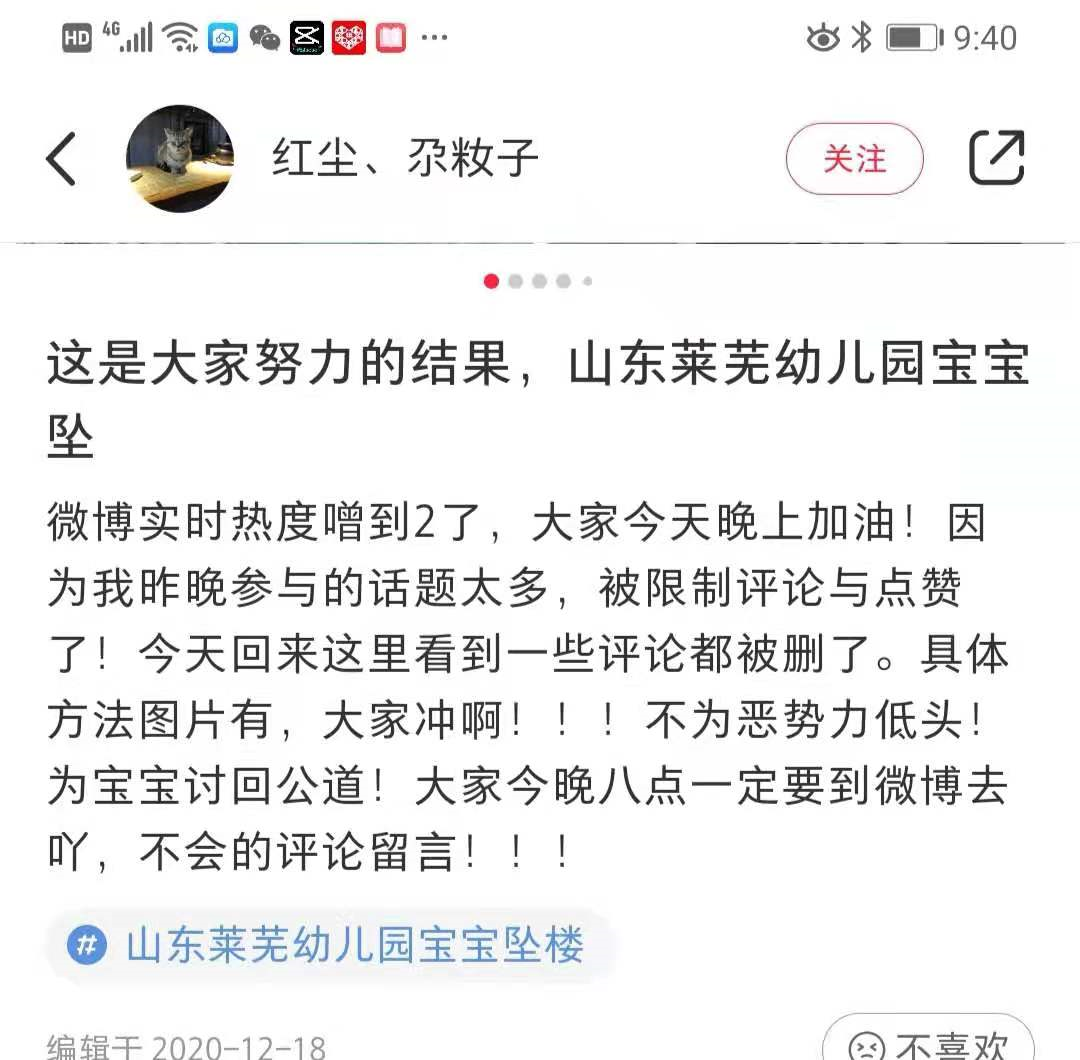 HD 4G 9:40
红尘、尕籹子
关注
这是大家努力的结果，山东莱芜幼儿园宝宝
坠
微博实时热度噌到2了，大家今天晚上加油！因
为我昨晚参与的话题太多，被限制评论与点赞
了！今天回来这里看到一些评论都被删了。具体
方法图片有，大家冲啊！！！不为恶势力低头！
为宝宝讨回公道！大家今晚八点一定要到微博去
吖，不会的评论留言！！！
# 山东莱芜幼儿园宝宝坠楼
编辑于 2020-12-18
不喜欢